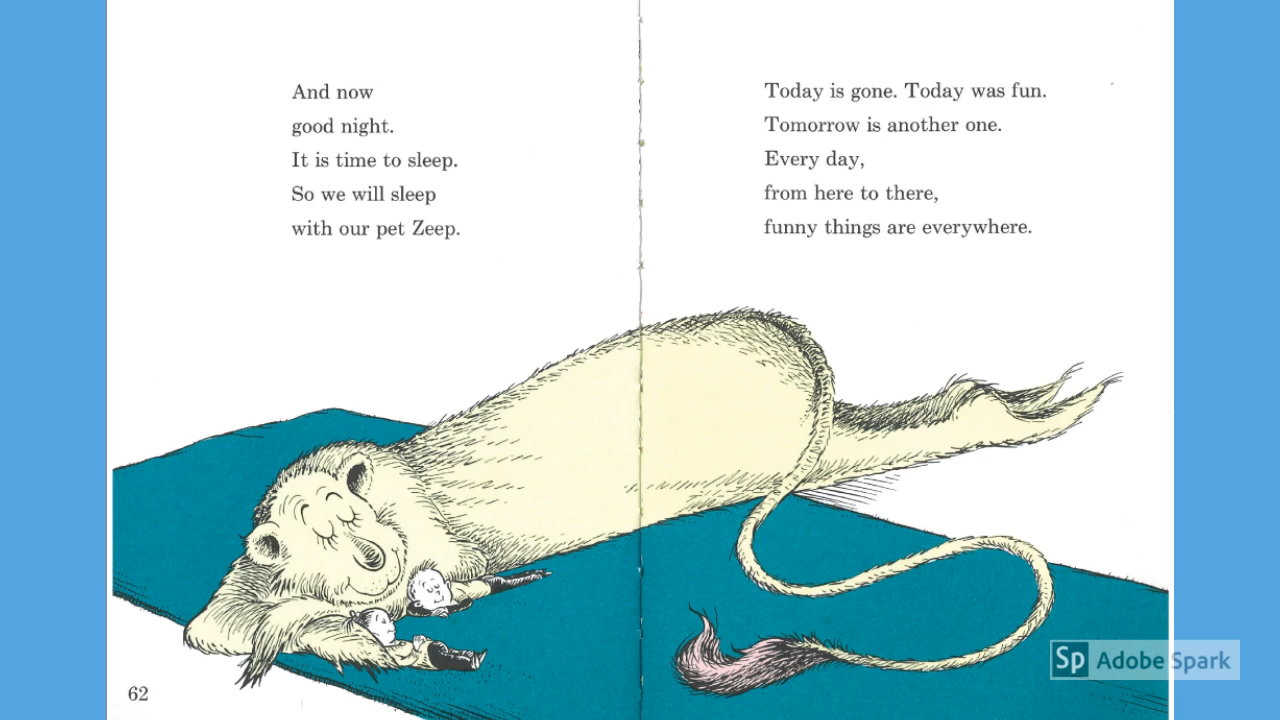 And now
good night.
It is time to sleep.
So we will sleep
with our pet Zeep.
62
Today is gone. Today was fun.
Tomorrow is another one.
Every day,
from here to there,
funny things are everywhere.
Sp Adobe Spark